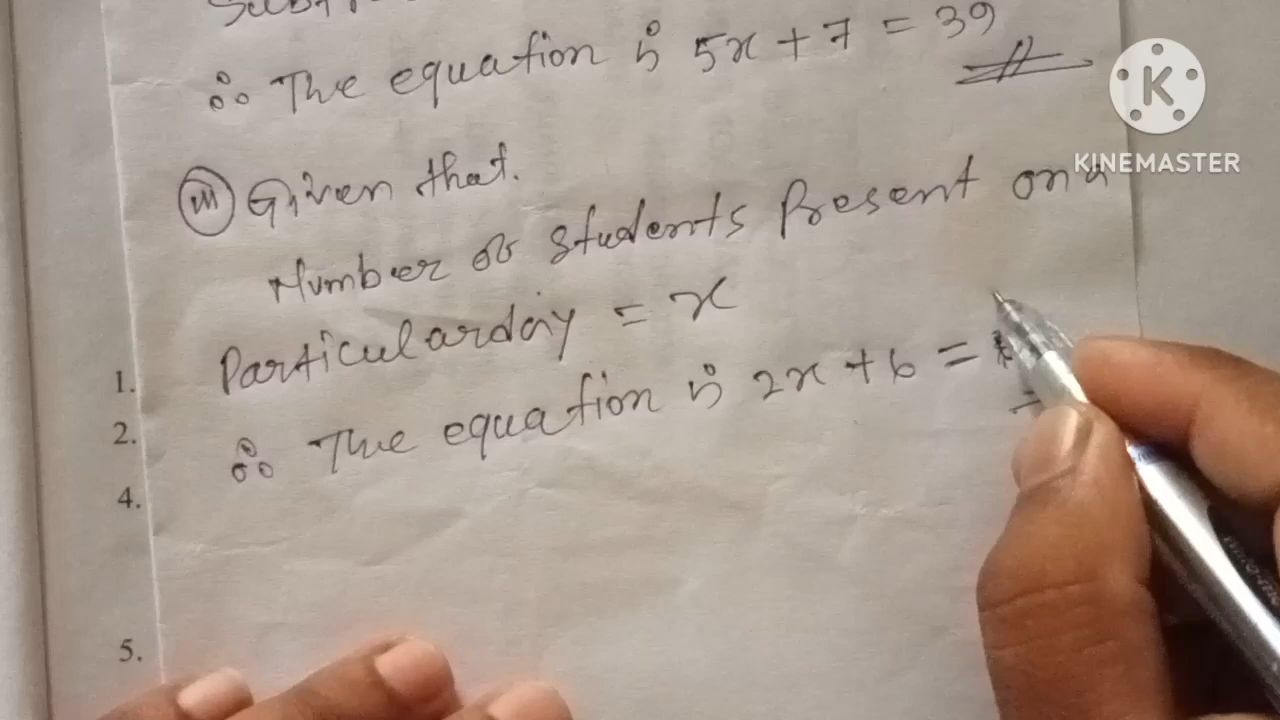 ∴ The equation is 5x + 7 = 39
K
KINEMASTER
(iii) Given that.
Number of students Present on a
Particular day = x
∴ The equation is 2x + 6 =
1.
2.
4.
5.